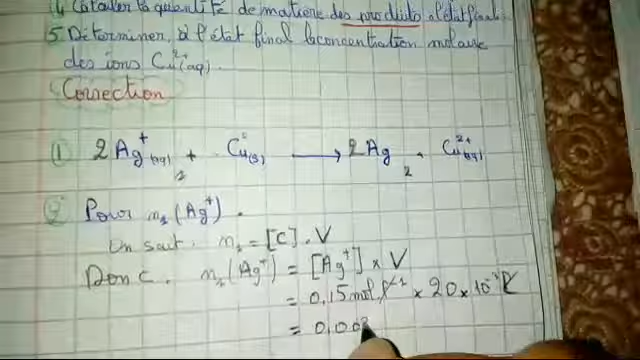 4 Calculer la quantité de matière des produits à l'état final
5. Déterminer, à l'état final la concentration molaire
des ions Cu²⁺(aq).
Correction
1 2Ag⁺(aq) + Cu(s) ⟶ 2Ag + Cu²⁺(aq)
2 Pour n₁(Ag⁺).
On sait. n₁ = [C] . V
Donc. n₁(Ag⁺) = [Ag⁺] × V
= 0,15 mol.ℓ⁻¹ × 20 × 10⁻³ ℓ
= 0,003